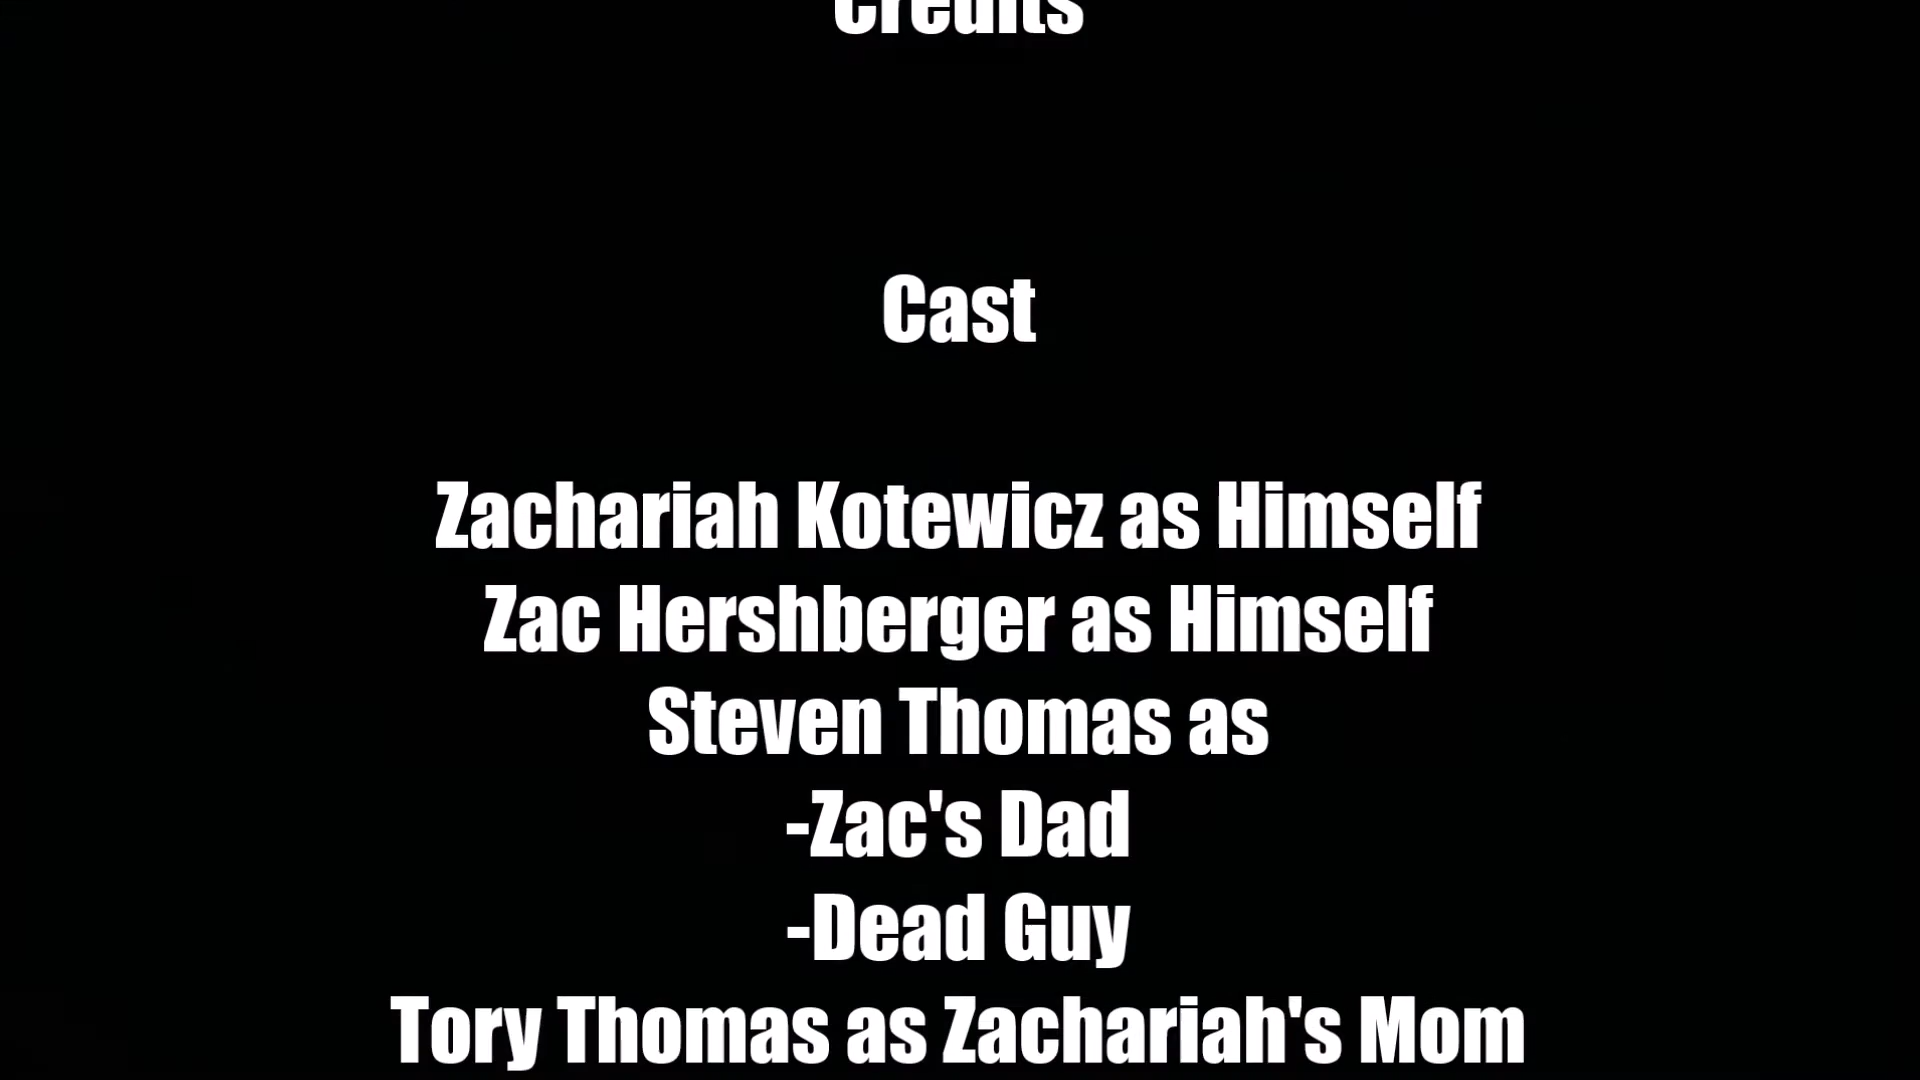 Credits
Cast
Zachariah Kotewicz as Himself
Zac Hershberger as Himself
Steven Thomas as
-Zac's Dad
-Dead Guy
Tory Thomas as Zachariah's Mom